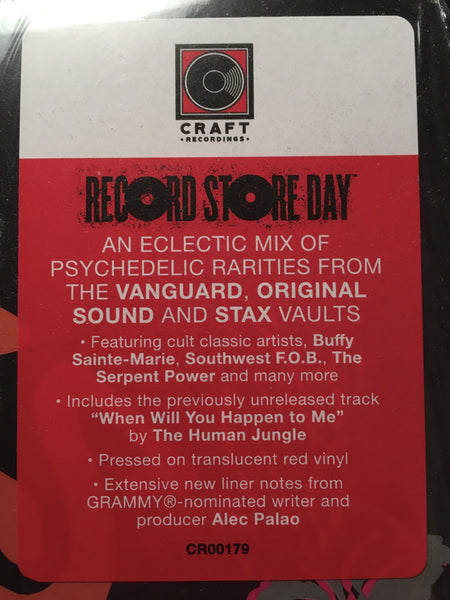 CRAFT
• RECORDINGS •
RECORD STORE DAY™
AN ECLECTIC MIX OF
PSYCHEDELIC RARITIES FROM
THE VANGUARD, ORIGINAL
SOUND AND STAX VAULTS
• Featuring cult classic artists, Buffy
Sainte-Marie, Southwest F.O.B., The
Serpent Power and many more
• Includes the previously unreleased track
“When Will You Happen to Me”
by The Human Jungle
• Pressed on translucent red vinyl
• Extensive new liner notes from
GRAMMY®-nominated writer and
producer Alec Palao
CR00179